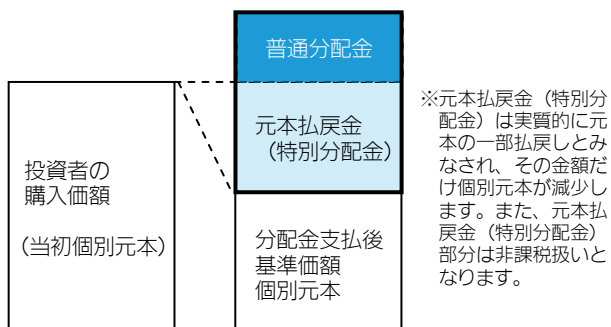 普通分配金
元本払戻金
（特別分配金）
投資者の
購入価額
（当初個別元本）
分配金支払後
基準価額
個別元本
※元本払戻金（特別分
配金）は実質的に元
本の一部払戻しとみ
なされ、その金額だ
け個別元本が減少し
ます。また、元本払
戻金（特別分配金）
部分は非課税扱いと
なります。